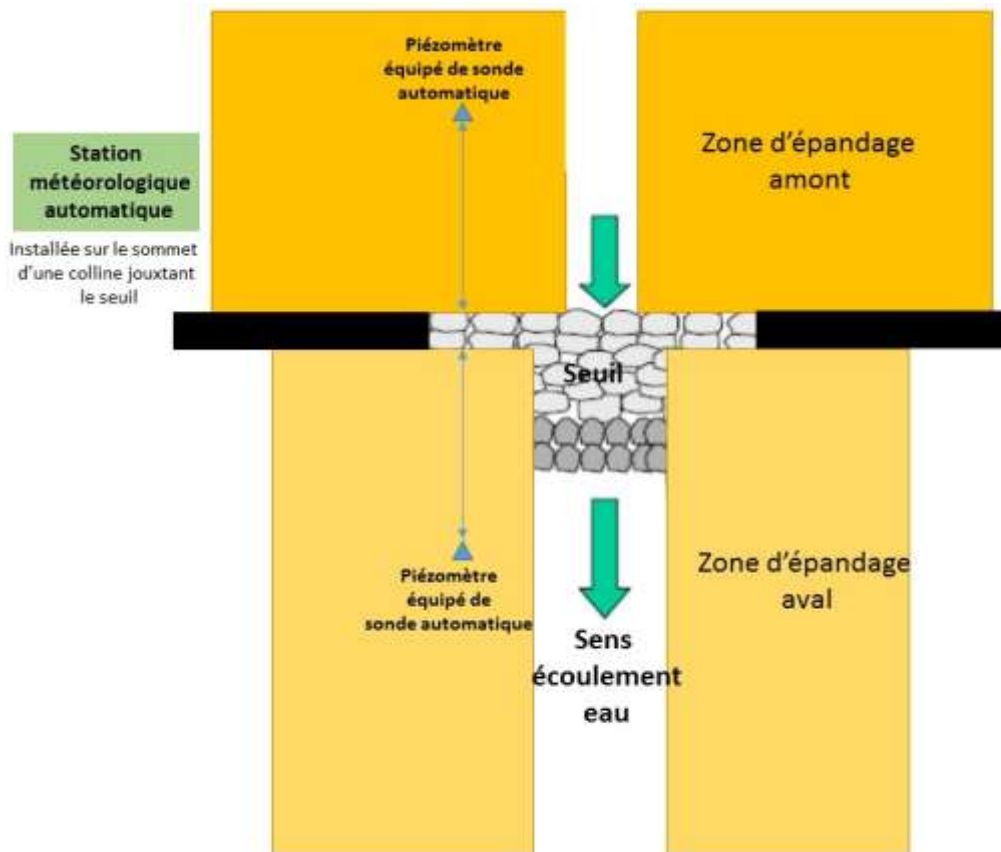 Piézomètre
équipé de sonde
automatique
Zone d'épandage
amont
Station
météorologique
automatique
Installée sur le sommet
d'une colline jouxtant
le seuil
Seuil
Piézomètre
équipé de
sonde automatique
Zone d'épandage
aval
Sens
écoulement
eau